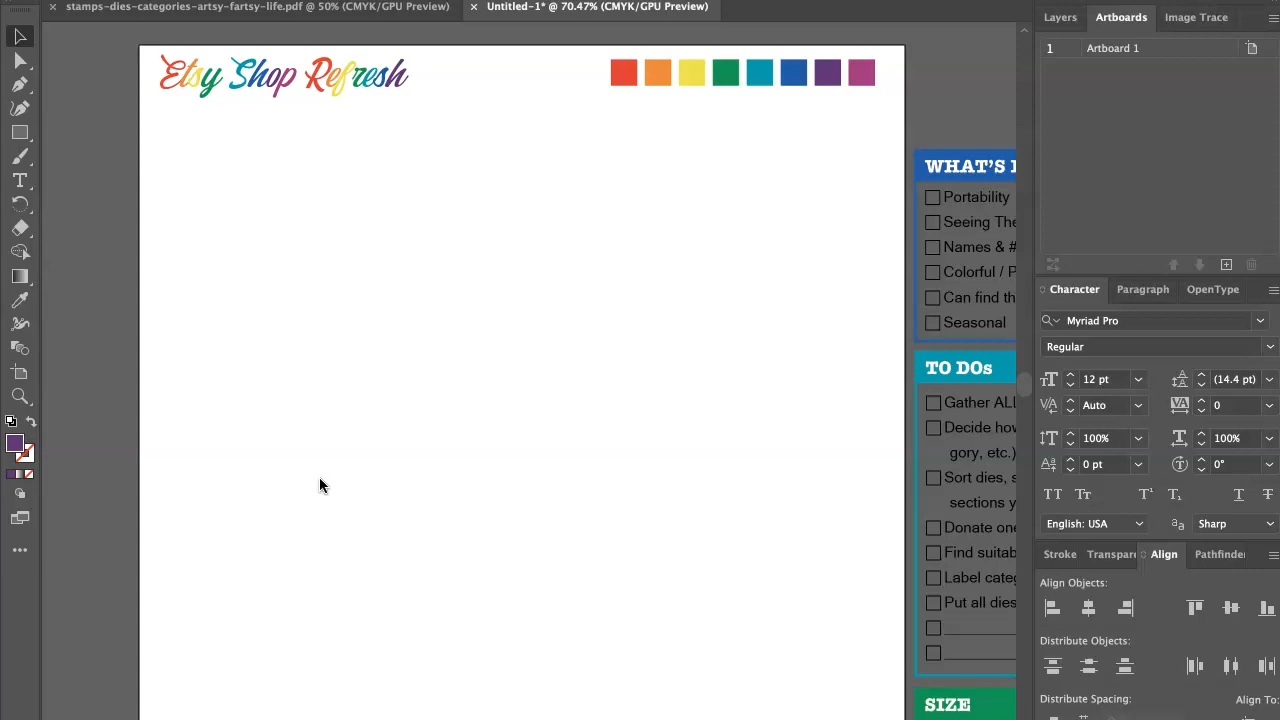 stamps-dies-categories-artsy-fartsy-life.pdf @ 50% (CMYK/GPU Preview)
Untitled-1* @ 70.47% (CMYK/GPU Preview)
Etsy Shop Refresh
WHAT'S
Portability
Seeing The
Names & #
Colorful / P
Can find th
Seasonal
TO DOs
Gather ALL
Decide how
gory, etc.)
Sort dies, s
sections y
Donate one
Find suitab
Label categ
Put all dies
SIZE
Layers
Artboards
Image Trace
1 Artboard 1
Character
Paragraph
OpenType
Myriad Pro
Regular
12 pt
(14.4 pt)
Auto
0
100%
100%
0 pt
0°
English: USA
Sharp
Stroke
Transpar
Align
Pathfinde
Align Objects:
Distribute Objects:
Distribute Spacing:
Align To: